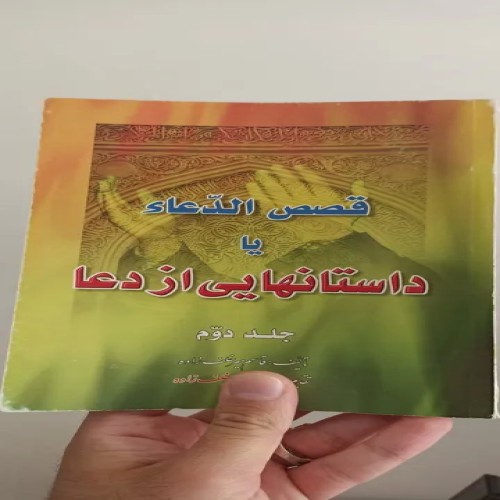 قصص الدّعاء
یا
داستانهایی از دعا
جلد دوّم